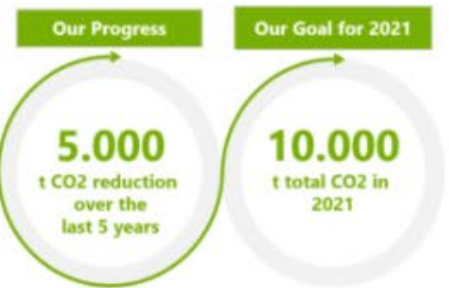 Our Progress
Our Goal for 2021
5.000
t CO2 reduction
over the
last 5 years
10.000
t total CO2 in
2021